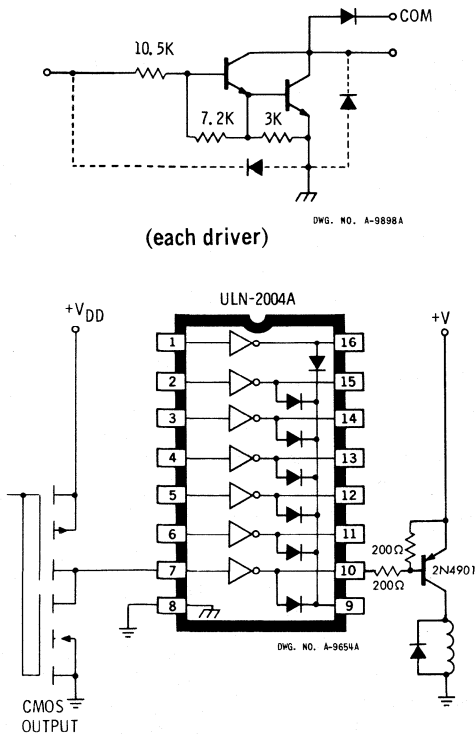 COM
10.5K
7.2K
3K
DWG. NO. A-9898A
(each driver)
ULN-2004A
+VDD
+V
1
16
2
15
3
14
4
13
5
12
6
11
7
10
200Ω
200Ω
2N4901
8
9
DWG. NO. A-9654A
CMOS
OUTPUT